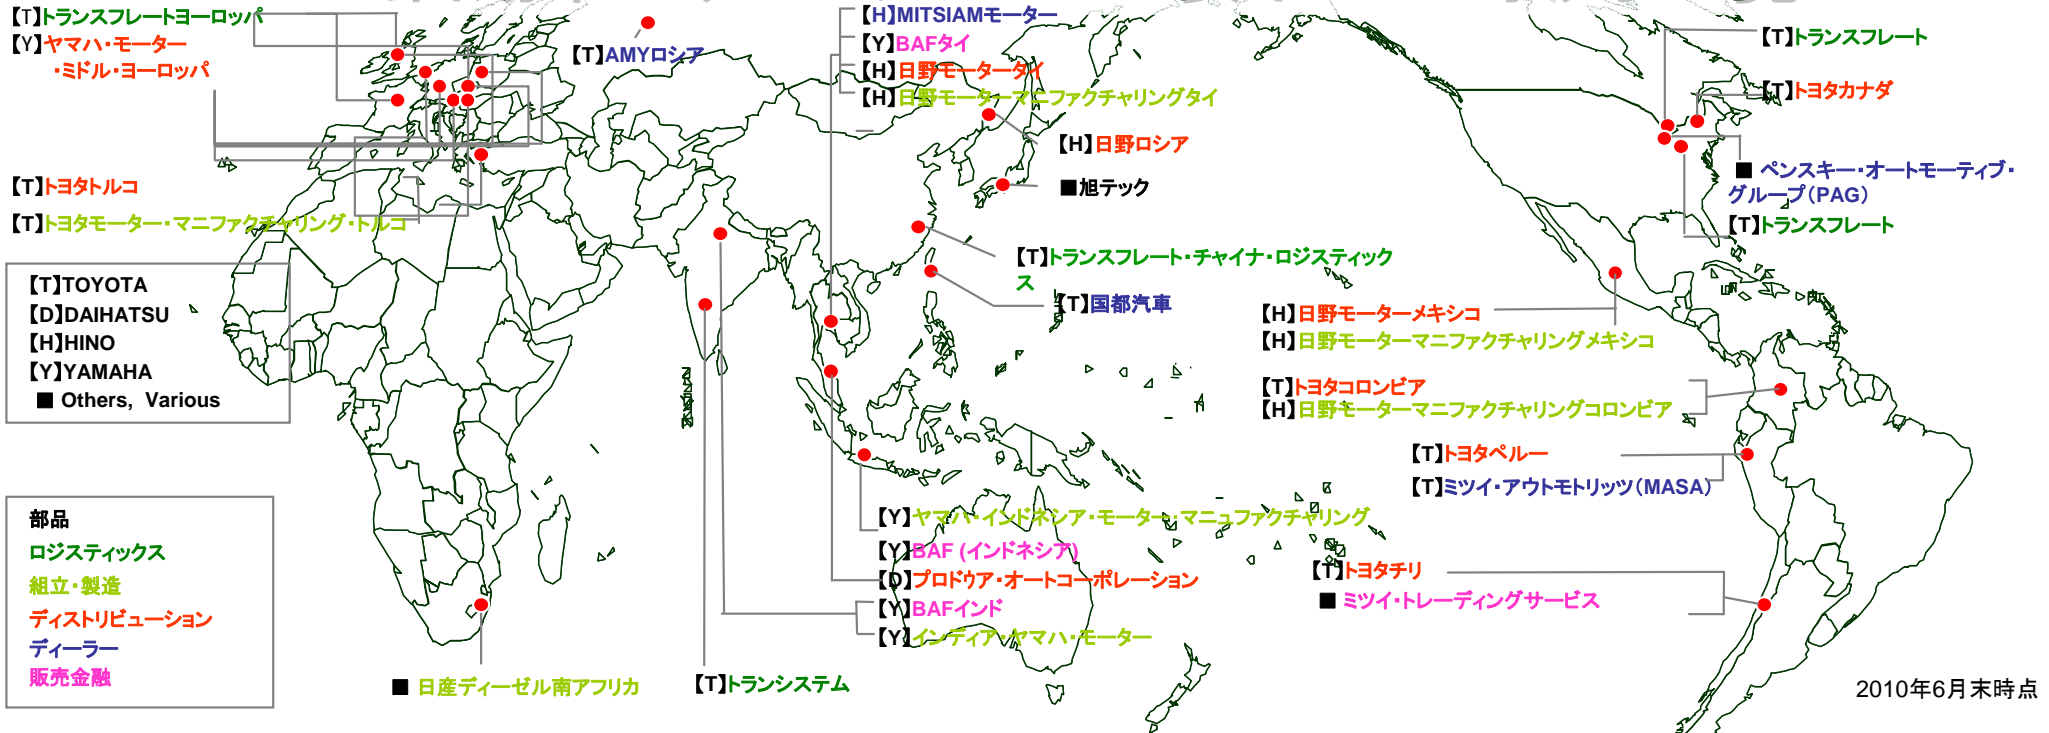 【T】トランスフレートヨーロッパ
【Y】ヤマハ・モーター
・ミドル・ヨーロッパ
【T】AMYロシア
【H】MITSIAMモーター
【Y】BAFタイ
【H】日野モータータイ
【H】日野モーターマニファクチャリングタイ
【H】日野ロシア
■旭テック
【T】トランスフレート
【T】トヨタカナダ
■ ペンスキー・オートモーティブ・
グループ(PAG)
【T】トランスフレート
【T】トヨタトルコ
【T】トヨタモーター・マニファクチャリング・トルコ
【T】トランスフレート・チャイナ・ロジスティック
ス
【T】国都汽車
【T】TOYOTA
【D】DAIHATSU
【H】HINO
【Y】YAMAHA
■ Others, Various
【H】日野モーターメキシコ
【H】日野モーターマニファクチャリングメキシコ
【T】トヨタコロンビア
【H】日野モーターマニファクチャリングコロンビア
【T】トヨタペルー
【T】ミツイ・アウトモトリッツ(MASA)
部品
ロジスティックス
組立・製造
ディストリビューション
ディーラー
販売金融
【Y】ヤマハ・インドネシア・モーター・マニュファクチャリング
【Y】BAF (インドネシア)
【D】プロドゥア・オートコーポレーション
【Y】BAFインド
【Y】インディア・ヤマハ・モーター
【T】トヨタチリ
■ ミツイ・トレーディングサービス
■ 日産ディーゼル南アフリカ
【T】トランシステム
2010年6月末時点